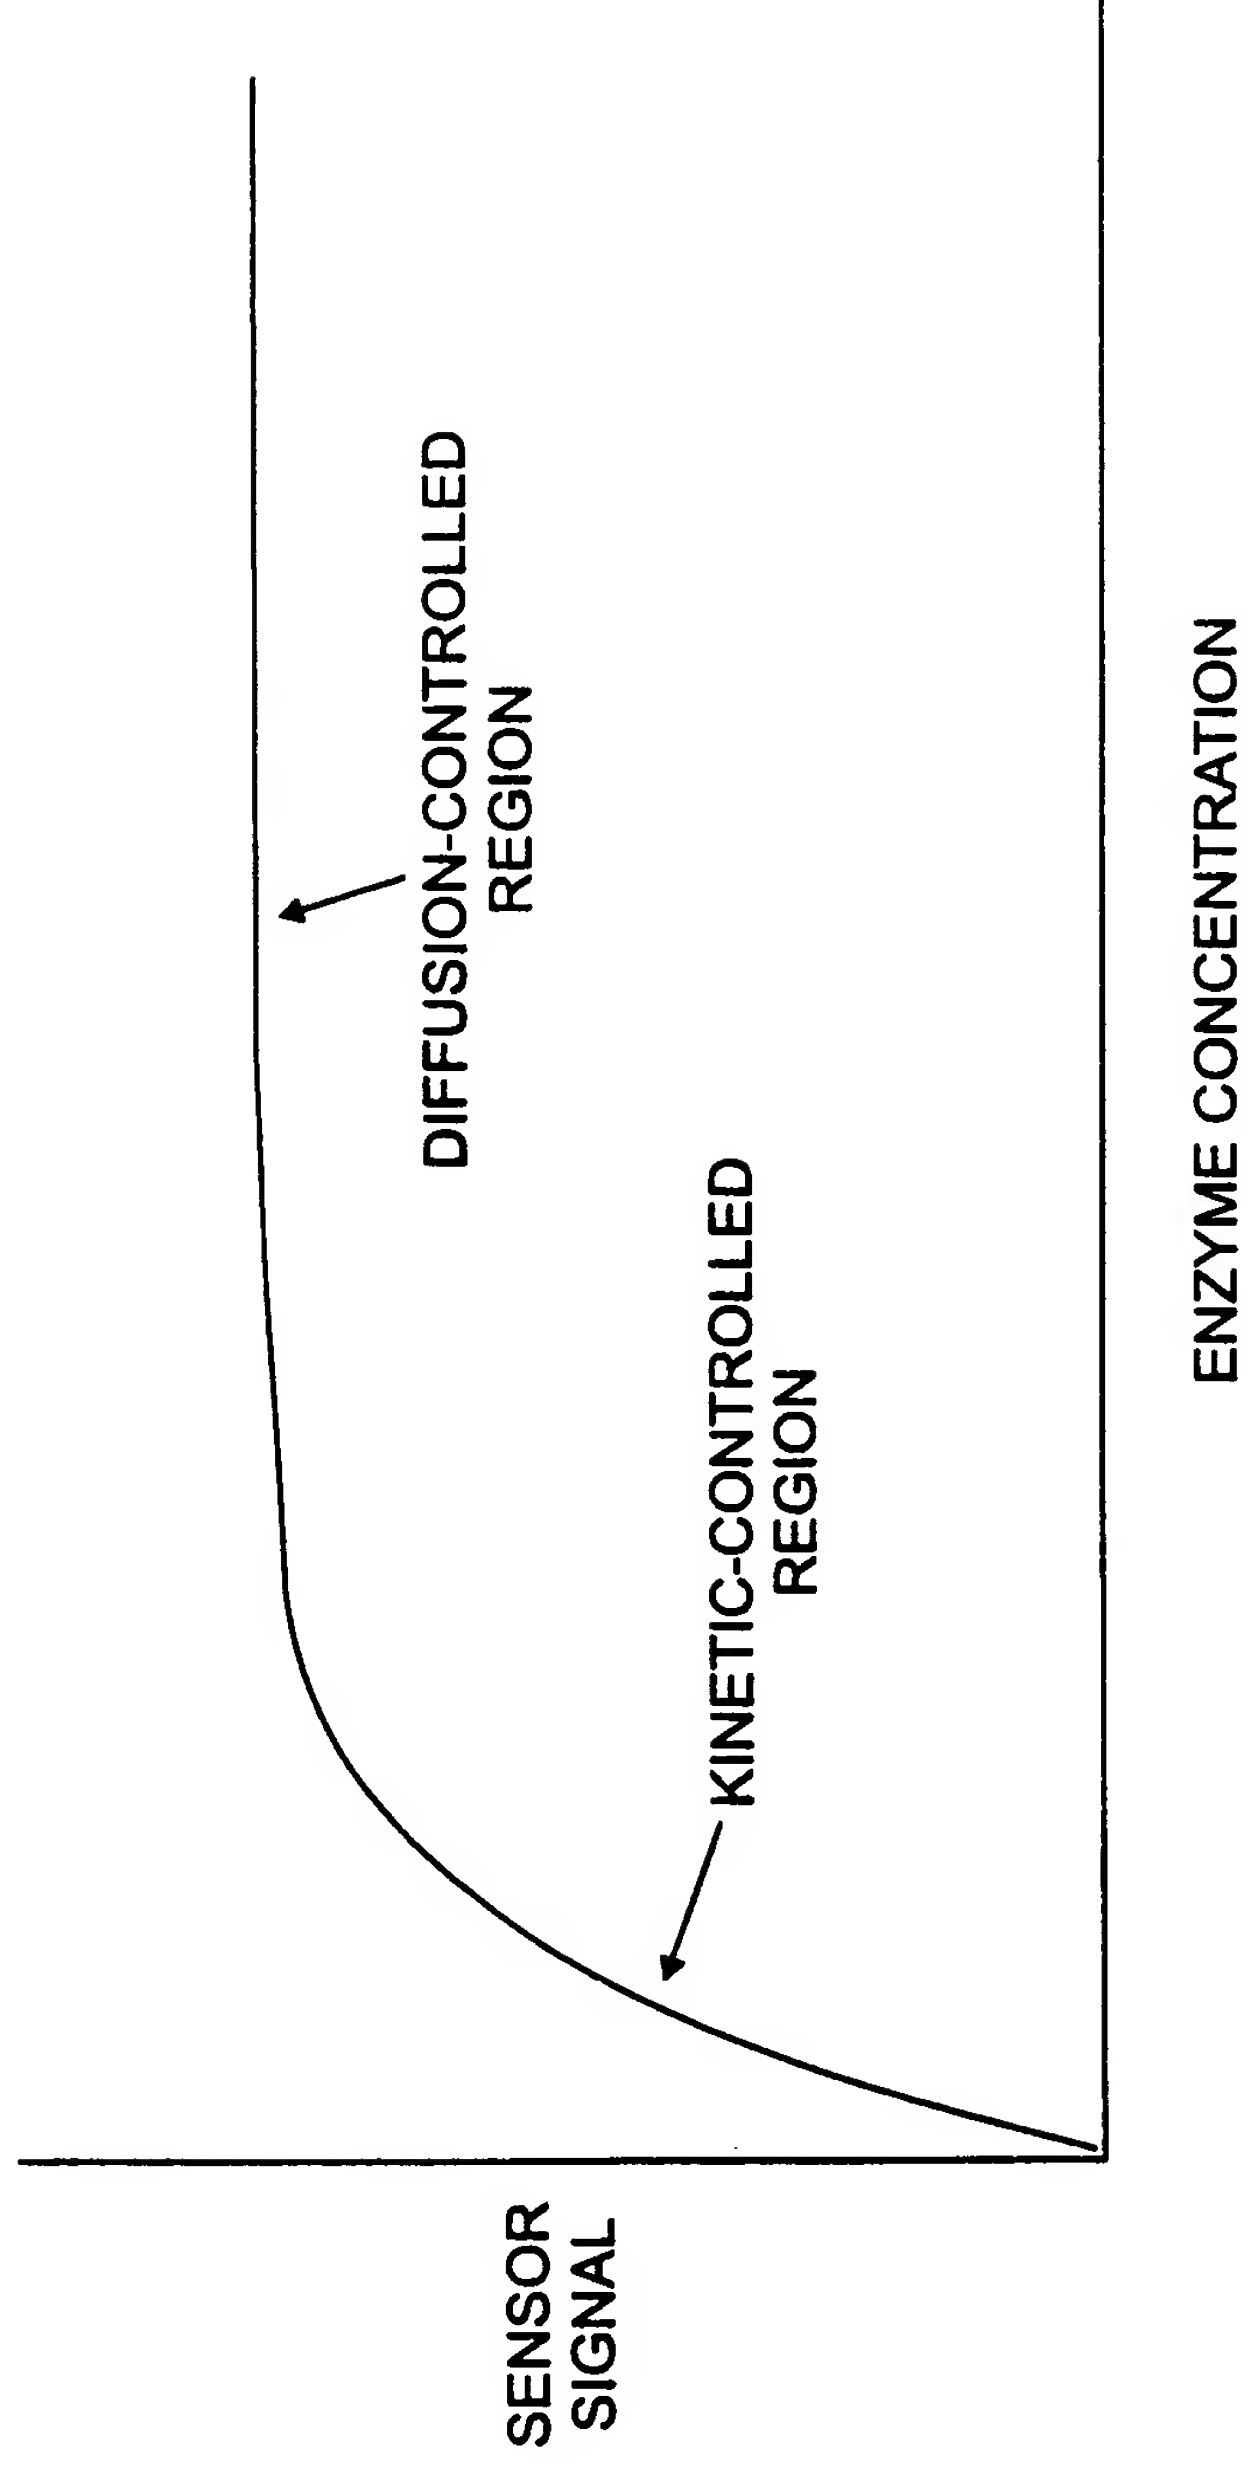 SENSOR
SIGNAL
DIFFUSION-CONTROLLED
REGION
KINETIC-CONTROLLED
REGION
ENZYME CONCENTRATION